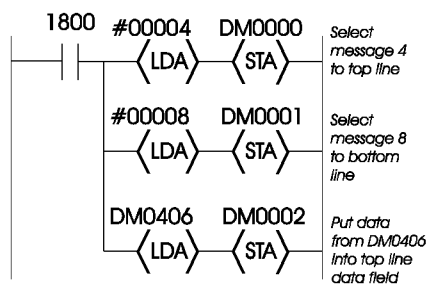 1800
#00004 DM0000
LDA STA
Select
message 4
to top line
#00008 DM0001
LDA STA
Select
message 8
to bottom
line
DM0406 DM0002
LDA STA
Put data
from DM0406
into top line
data field